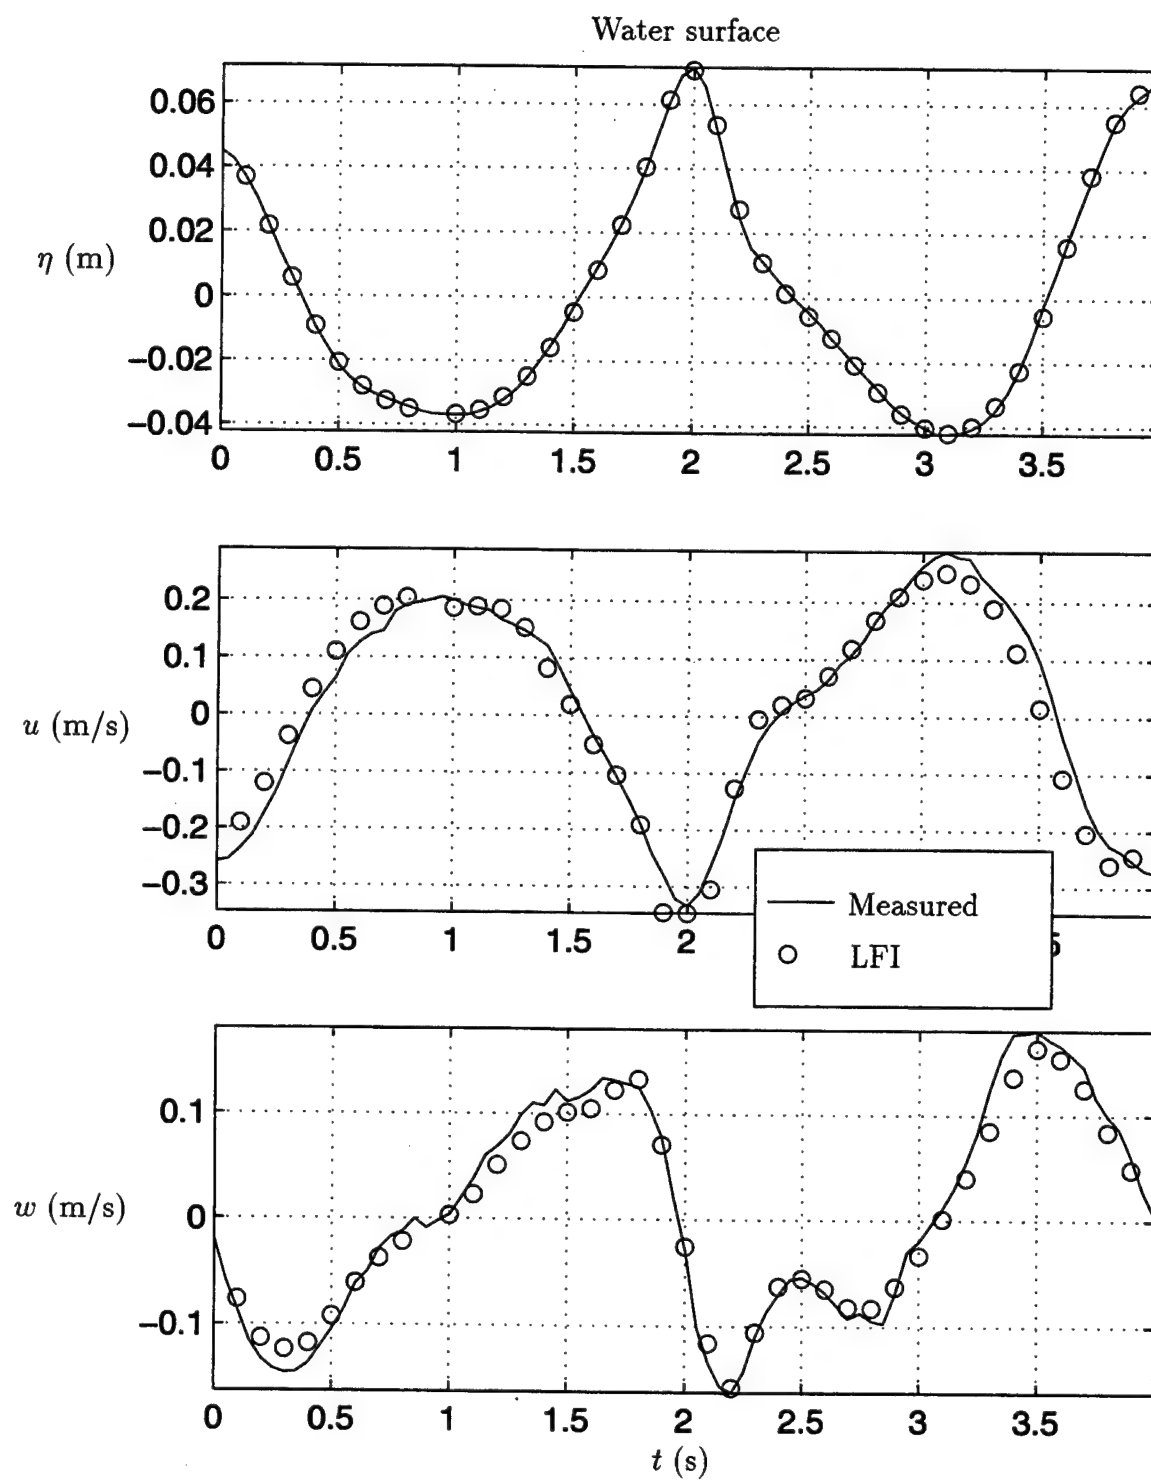 Water surface
0.06
0.04
0.02
η (m)
0
−0.02
−0.04
0 0.5 1 1.5 2 2.5 3 3.5
0.2
0.1
u (m/s)
0
−0.1
−0.2
−0.3
Measured
LFI
0 0.5 1 1.5 2 5
0.1
w (m/s)
0
−0.1
0 0.5 1 1.5 2 2.5 3 3.5
t (s)